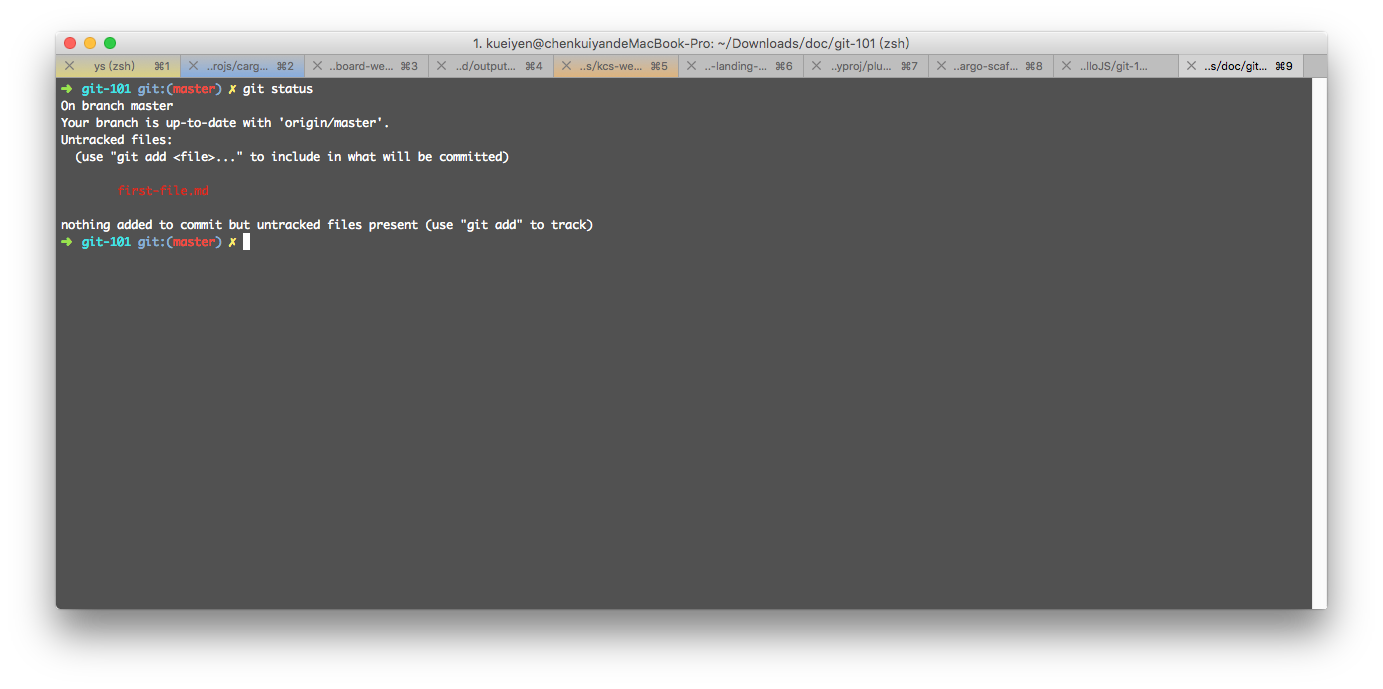 1. kueiyen@chenkuiyandeMacBook-Pro: ~/Downloads/doc/git-101 (zsh)
ys (zsh) ⌘1 ..rojs/carg... ⌘2 ..board-we... ⌘3 ..d/output... ⌘4 ..s/kcs-we... ⌘5 ..-landing-... ⌘6 ..yproj/plu... ⌘7 ..argo-scaf... ⌘8 ..lloJS/git-1... ..s/doc/git... ⌘9
➜ git-101 git:(master) ✗ git status
On branch master
Your branch is up-to-date with 'origin/master'.
Untracked files:
(use "git add <file>..." to include in what will be committed)
first-file.md
nothing added to commit but untracked files present (use "git add" to track)
➜ git-101 git:(master) ✗